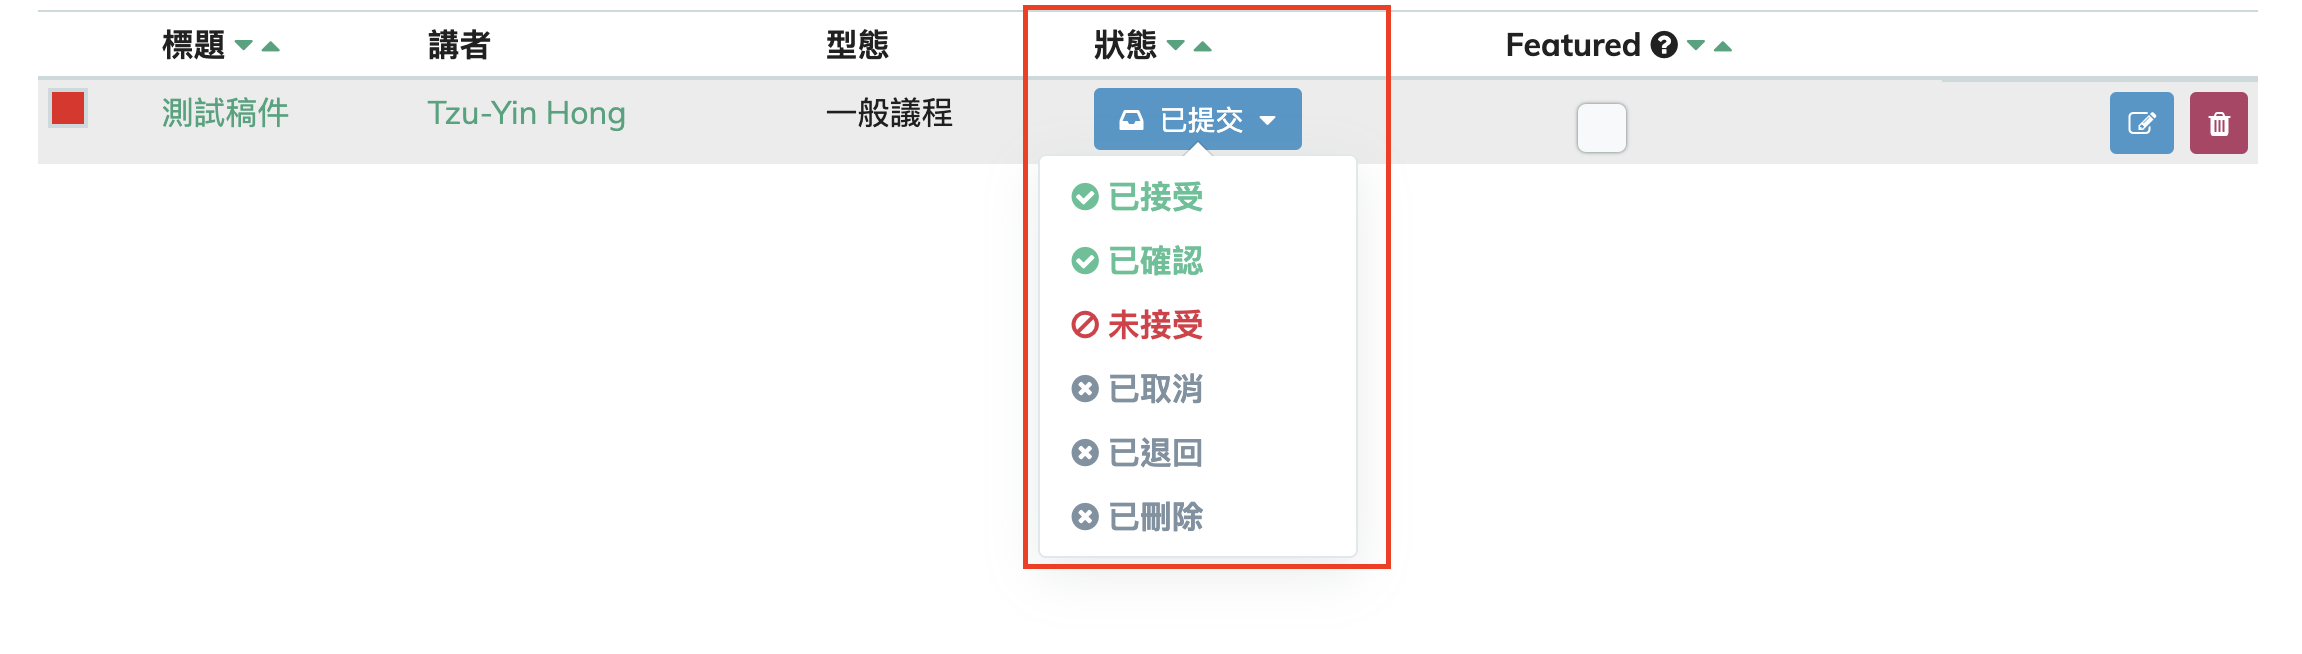 標題 講者 型態 狀態 Featured
測試稿件 Tzu-Yin Hong 一般議程 已提交
已接受
已確認
未接受
已取消
已退回
已刪除